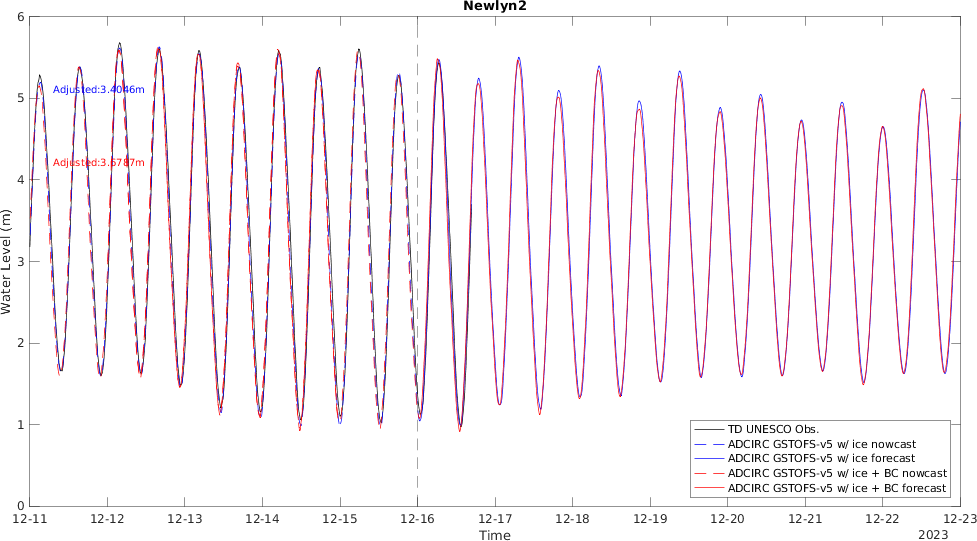 Newlyn2
6
5
4
3
2
1
0
Water Level (m)
Adjusted:3.4046m
Adjusted:3.6787m
TD UNESCO Obs.
ADCIRC GSTOFS-v5 w/ ice nowcast
ADCIRC GSTOFS-v5 w/ ice forecast
ADCIRC GSTOFS-v5 w/ ice + BC nowcast
ADCIRC GSTOFS-v5 w/ ice + BC forecast
12-11 12-12 12-13 12-14 12-15 12-16 12-17 12-18 12-19 12-20 12-21 12-22 12-23
Time
2023